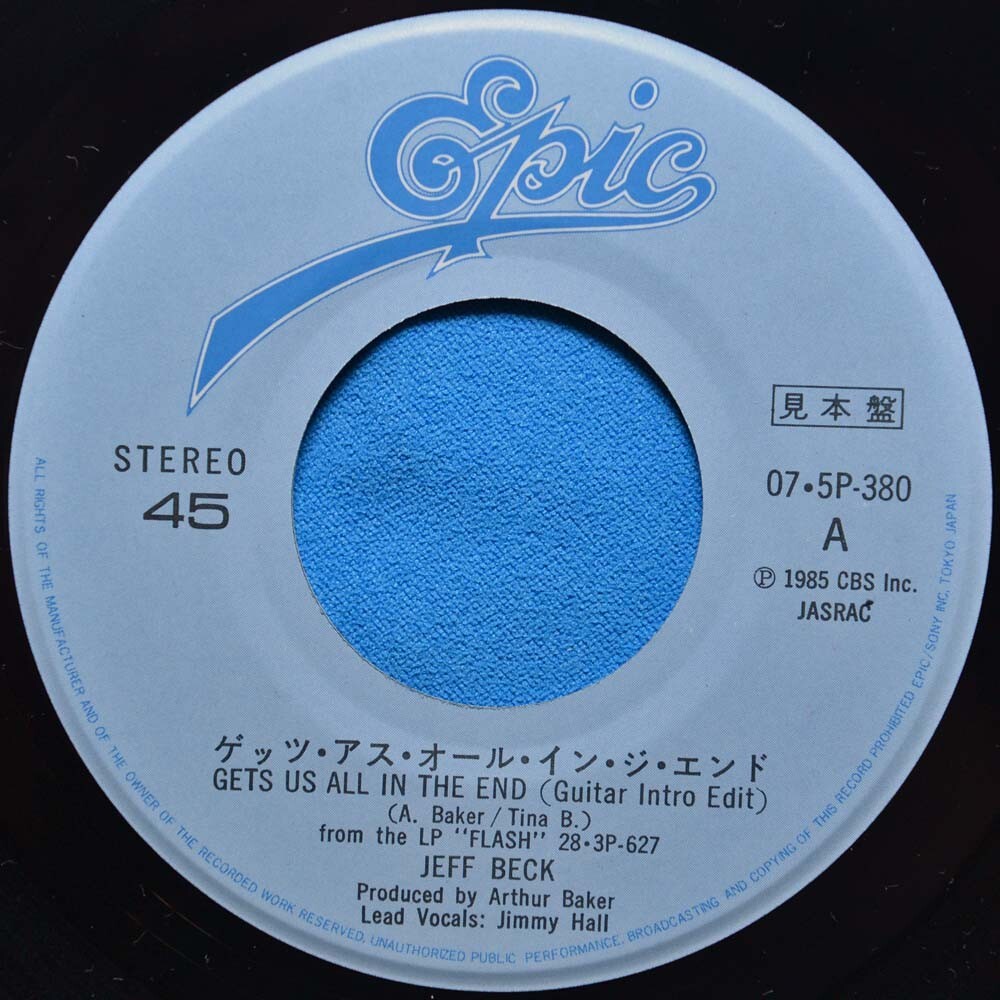 Epic
STEREO
45
見本盤
07・5P-380
A
Ⓟ 1985 CBS Inc.
JASRAC
ゲッツ・アス・オール・イン・ジ・エンド
GETS US ALL IN THE END (Guitar Intro Edit)
(A. Baker / Tina B.)
from the LP "FLASH" 28・3P-627
JEFF BECK
Produced by Arthur Baker
Lead Vocals: Jimmy Hall
ALL RIGHTS OF THE MANUFACTURER AND OF THE OWNER OF THE RECORDED WORK RESERVED. UNAUTHORIZED PUBLIC PERFORMANCE, BROADCASTING AND COPYING OF THIS RECORD PROHIBITED EPIC/SONY INC. TOKYO JAPAN